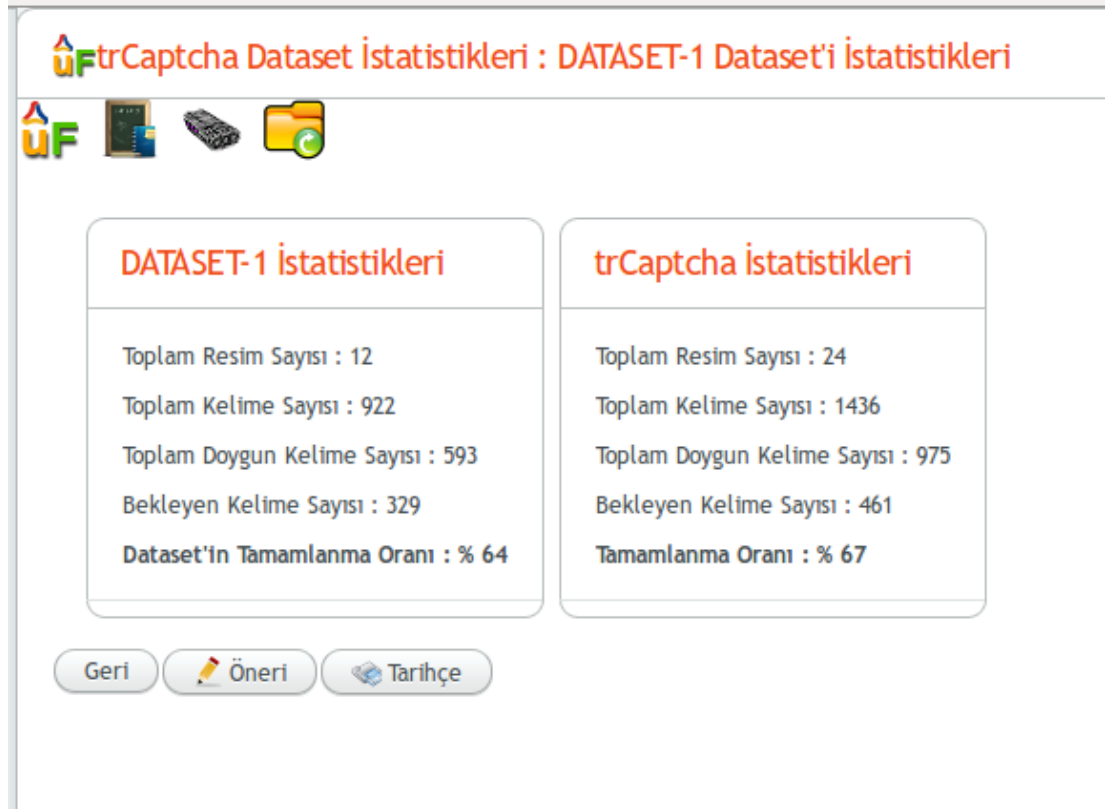 ûFtrCaptcha Dataset İstatistikleri : DATASET-1 Dataset'i İstatistikleri
ûF
DATASET-1 İstatistikleri
Toplam Resim Sayısı : 12
Toplam Kelime Sayısı : 922
Toplam Doygun Kelime Sayısı : 593
Bekleyen Kelime Sayısı : 329
Dataset'in Tamamlanma Oranı : % 64
trCaptcha İstatistikleri
Toplam Resim Sayısı : 24
Toplam Kelime Sayısı : 1436
Toplam Doygun Kelime Sayısı : 975
Bekleyen Kelime Sayısı : 461
Tamamlanma Oranı : % 67
Geri Öneri Tarihçe